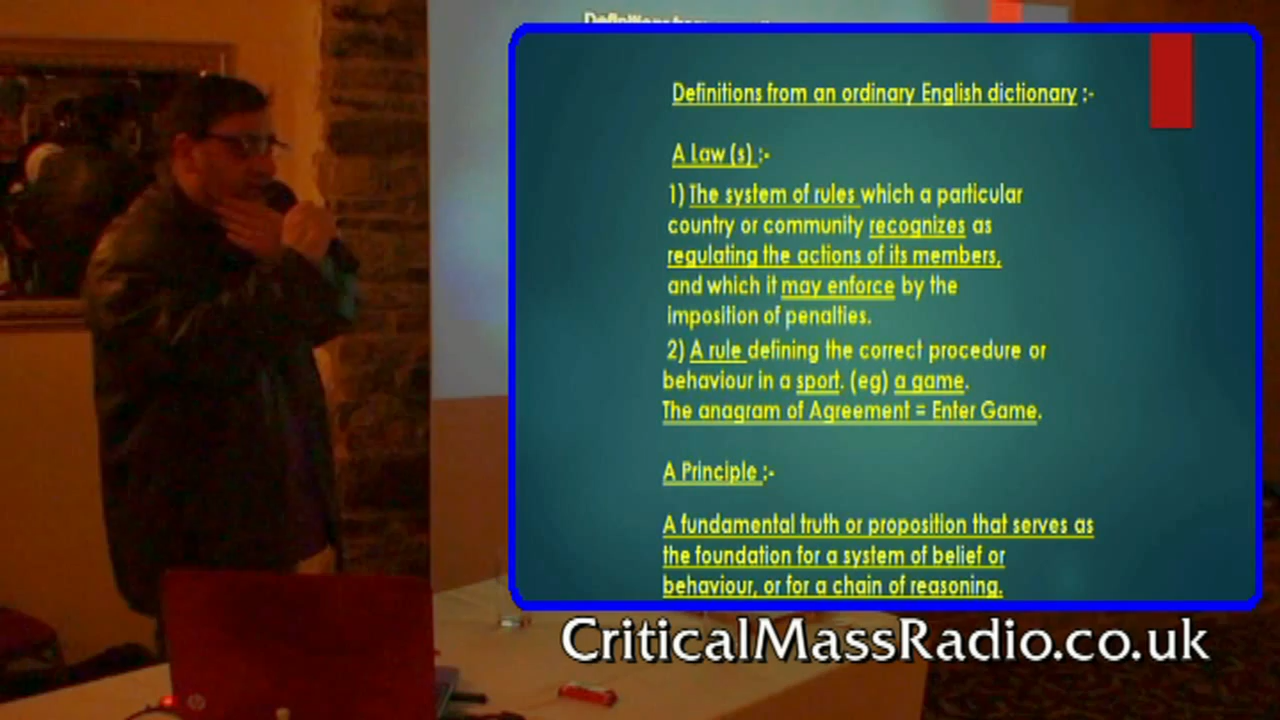 Definitions from an ordinary English dictionary :-
A Law (s) :-
1) The system of rules which a particular
country or community recognizes as
regulating the actions of its members,
and which it may enforce by the
imposition of penalties.
2) A rule defining the correct procedure or
behaviour in a sport. (eg) a game.
The anagram of Agreement = Enter Game.
A Principle :-
A fundamental truth or proposition that serves as
the foundation for a system of belief or
behaviour, or for a chain of reasoning.
CriticalMassRadio.co.uk
hp